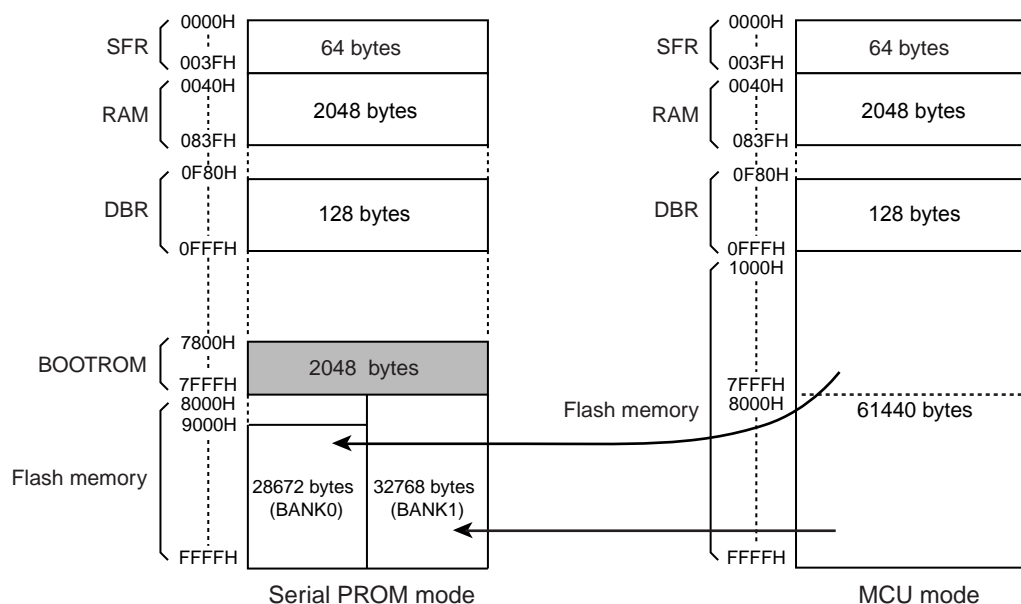 0000H
SFR
64 bytes
003FH
0040H
RAM
2048 bytes
083FH
0F80H
DBR
128 bytes
0FFFH
7800H
BOOTROM
2048 bytes
7FFFH
8000H
9000H
Flash memory
28672 bytes
(BANK0)
32768 bytes
(BANK1)
FFFFH
Serial PROM mode
0000H
SFR
64 bytes
003FH
0040H
RAM
2048 bytes
083FH
0F80H
DBR
128 bytes
0FFFH
1000H
7FFFH
8000H
Flash memory
61440 bytes
FFFFH
MCU mode